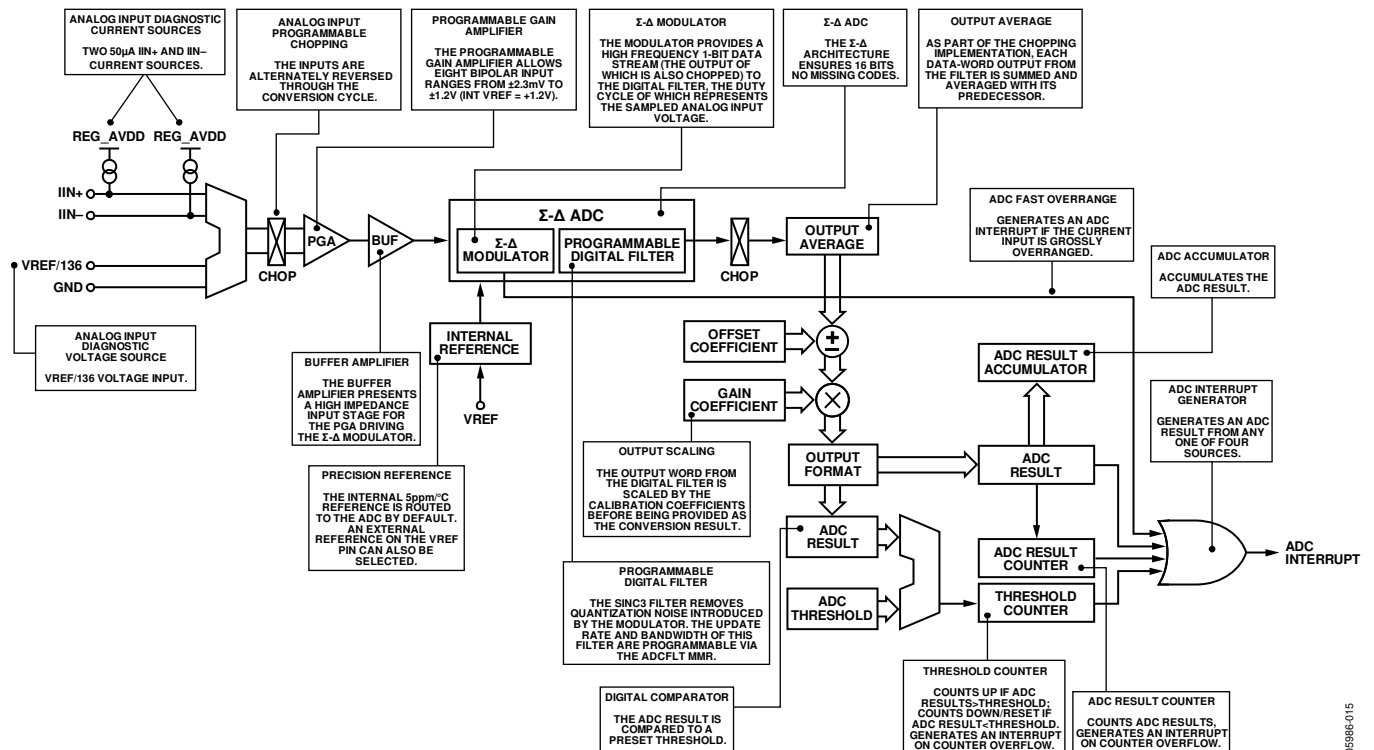 ANALOG INPUT DIAGNOSTIC
CURRENT SOURCES
TWO 50µA IIN+ AND IIN–
CURRENT SOURCES.
ANALOG INPUT
PROGRAMMABLE
CHOPPING
THE INPUTS ARE
ALTERNATELY REVERSED
THROUGH THE
CONVERSION CYCLE.
PROGRAMMABLE GAIN
AMPLIFIER
THE PROGRAMMABLE
GAIN AMPLIFIER ALLOWS
EIGHT BIPOLAR INPUT
RANGES FROM ±2.3mV TO
±1.2V (INT VREF = +1.2V).
Σ-Δ MODULATOR
THE MODULATOR PROVIDES A
HIGH FREQUENCY 1-BIT DATA
STREAM (THE OUTPUT OF
WHICH IS ALSO CHOPPED) TO
THE DIGITAL FILTER, THE DUTY
CYCLE OF WHICH REPRESENTS
THE SAMPLED ANALOG INPUT
VOLTAGE.
Σ-Δ ADC
THE Σ-Δ
ARCHITECTURE
ENSURES 16 BITS
NO MISSING CODES.
OUTPUT AVERAGE
AS PART OF THE CHOPPING
IMPLEMENTATION, EACH
DATA-WORD OUTPUT FROM
THE FILTER IS SUMMED AND
AVERAGED WITH ITS
PREDECESSOR.
REG_AVDD
REG_AVDD
IIN+
IIN–
VREF/136
GND
CHOP
PGA
BUF
Σ-Δ ADC
Σ-Δ
MODULATOR
PROGRAMMABLE
DIGITAL FILTER
CHOP
OUTPUT
AVERAGE
ADC FAST OVERRANGE
GENERATES AN ADC
INTERRUPT IF THE CURRENT
INPUT IS GROSSLY
OVERRANGED.
ADC ACCUMULATOR
ACCUMULATES THE
ADC RESULT.
ANALOG INPUT
DIAGNOSTIC
VOLTAGE SOURCE
VREF/136 VOLTAGE INPUT.
BUFFER AMPLIFIER
THE BUFFER
AMPLIFIER PRESENTS
A HIGH IMPEDANCE
INPUT STAGE FOR
THE PGA DRIVING
THE Σ-Δ MODULATOR.
INTERNAL
REFERENCE
VREF
OFFSET
COEFFICIENT
+
–
GAIN
COEFFICIENT
×
ADC RESULT
ACCUMULATOR
ADC INTERRUPT
GENERATOR
GENERATES AN ADC
RESULT FROM ANY
ONE OF FOUR
SOURCES.
PRECISION REFERENCE
THE INTERNAL 5ppm/°C
REFERENCE IS ROUTED
TO THE ADC BY DEFAULT.
AN EXTERNAL
REFERENCE ON THE VREF
PIN CAN ALSO BE
SELECTED.
OUTPUT SCALING
THE OUTPUT WORD FROM
THE DIGITAL FILTER IS
SCALED BY THE
CALIBRATION COEFFICIENTS
BEFORE BEING PROVIDED AS
THE CONVERSION RESULT.
OUTPUT
FORMAT
ADC
RESULT
ADC
RESULT
ADC RESULT
COUNTER
ADC
INTERRUPT
PROGRAMMABLE
DIGITAL FILTER
THE SINC3 FILTER REMOVES
QUANTIZATION NOISE INTRODUCED
BY THE MODULATOR. THE UPDATE
RATE AND BANDWIDTH OF THIS
FILTER ARE PROGRAMMABLE VIA
THE ADCFLT MMR.
ADC
THRESHOLD
THRESHOLD
COUNTER
DIGITAL COMPARATOR
THE ADC RESULT IS
COMPARED TO A
PRESET THRESHOLD.
THRESHOLD COUNTER
COUNTS UP IF ADC
RESULTS>THRESHOLD;
COUNTS DOWN/RESET IF
ADC RESULT<THRESHOLD.
GENERATES AN INTERRUPT
ON COUNTER OVERFLOW.
ADC RESULT COUNTER
COUNTS ADC RESULTS,
GENERATES AN INTERRUPT
ON COUNTER OVERFLOW.
05986-015